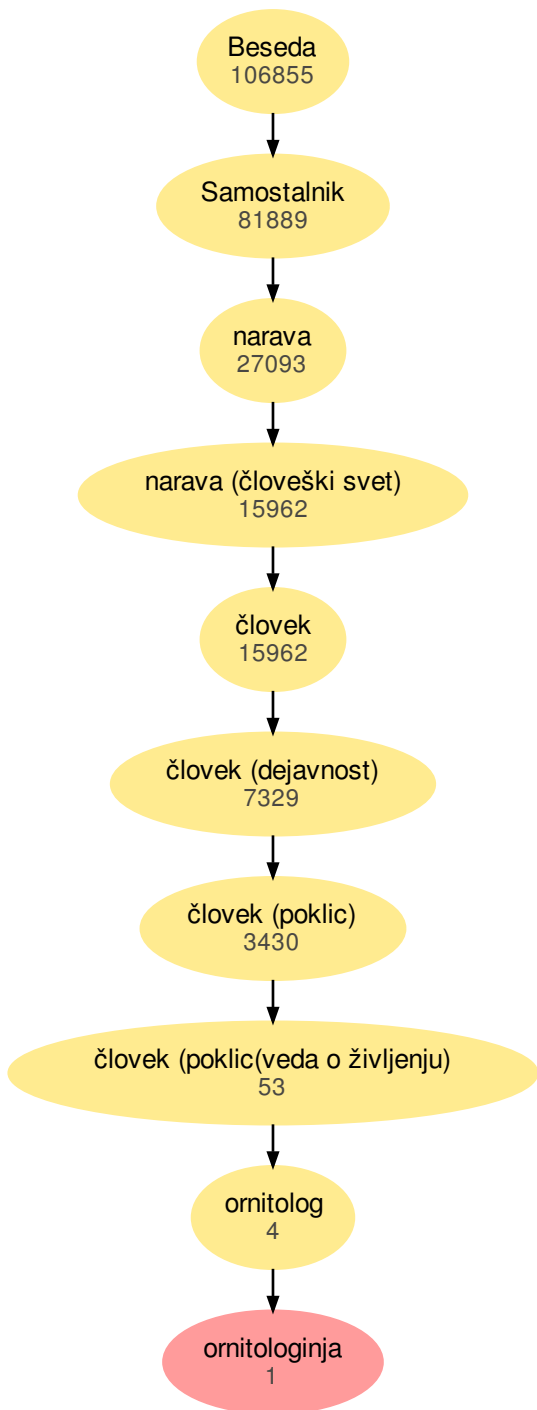 Beseda
106855
Samostalnik
81889
narava
27093
narava (človeški svet)
15962
človek
15962
človek (dejavnost)
7329
človek (poklic)
3430
človek (poklic(veda o življenju)
53
ornitolog
4
ornitologinja
1